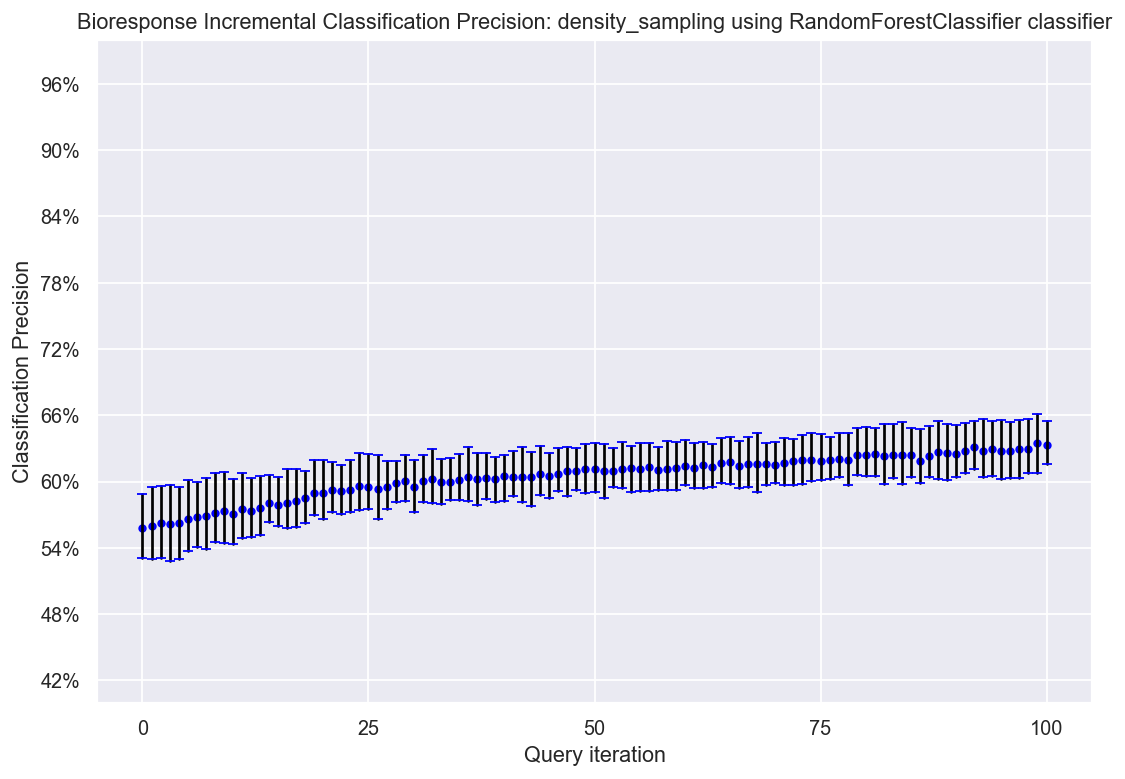 Bioresponse Incremental Classification Precision: density_sampling using RandomForestClassifier classifier
96%
90%
84%
78%
72%
66%
60%
54%
48%
42%
Classification Precision
0 25 50 75 100
Query iteration